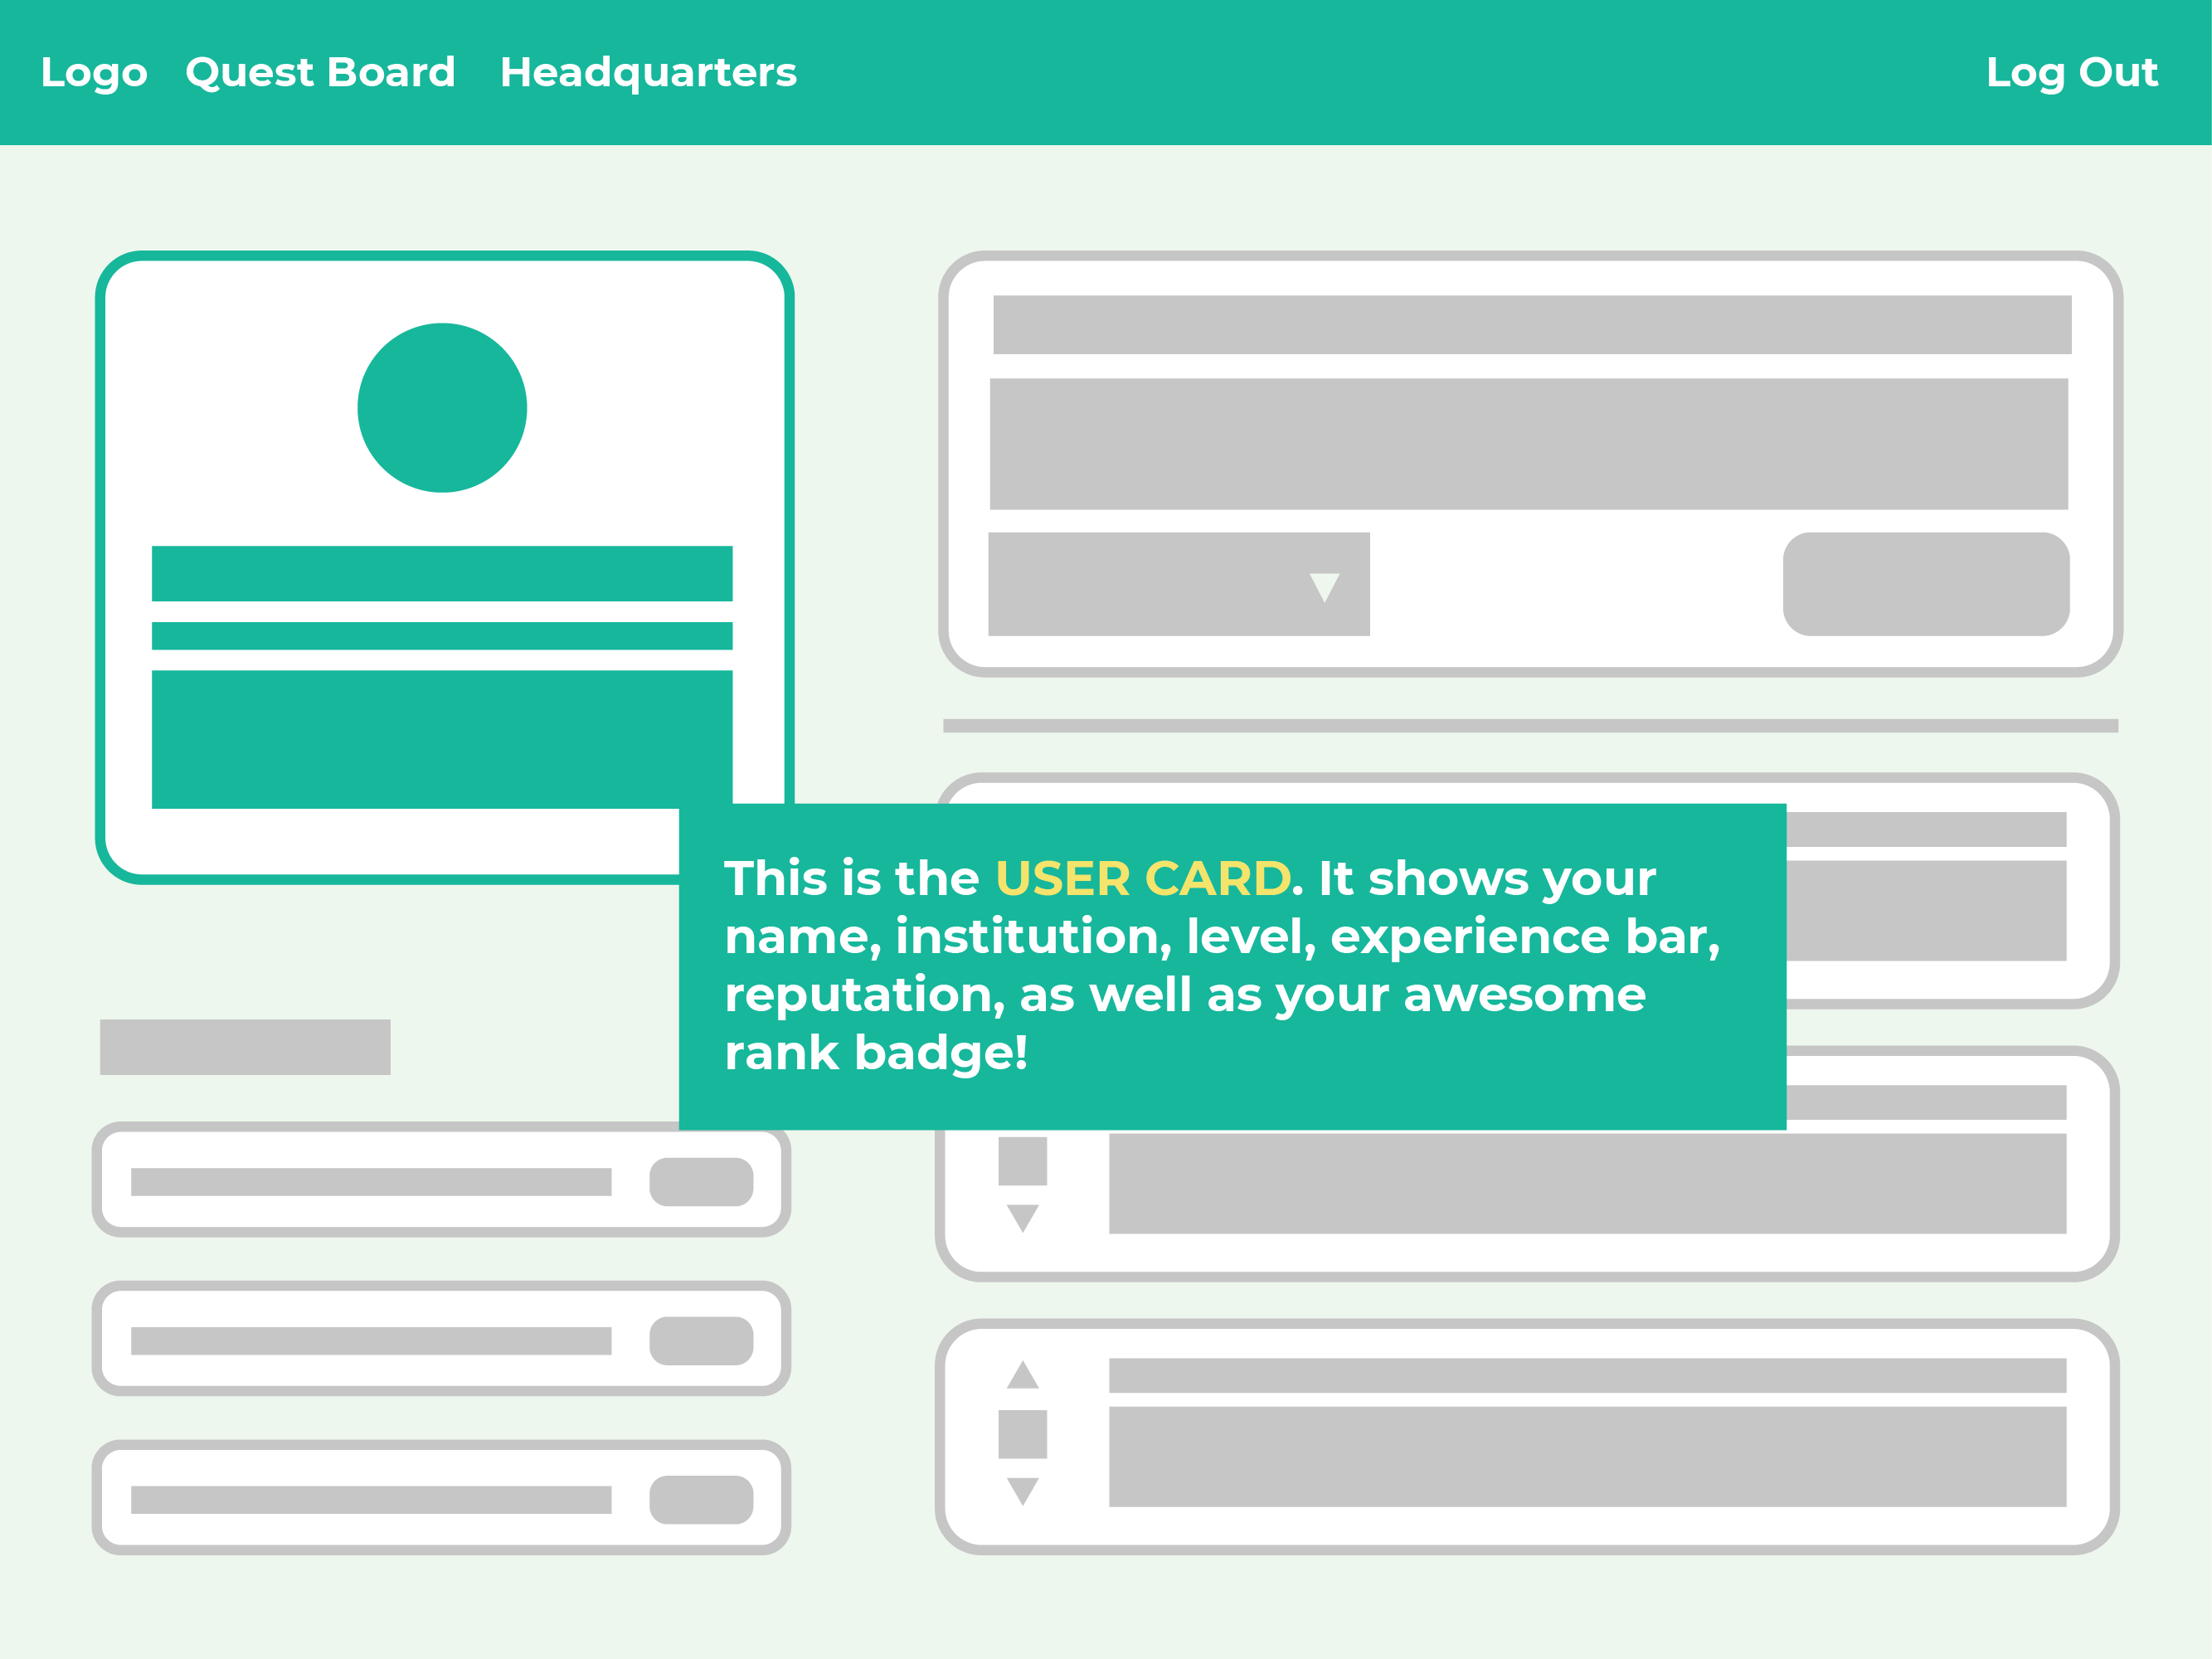 Logo Quest Board Headquarters Log Out
This is the USER CARD. It shows your
name, institution, level, experience bar,
reputation, as well as your awesome
rank badge!